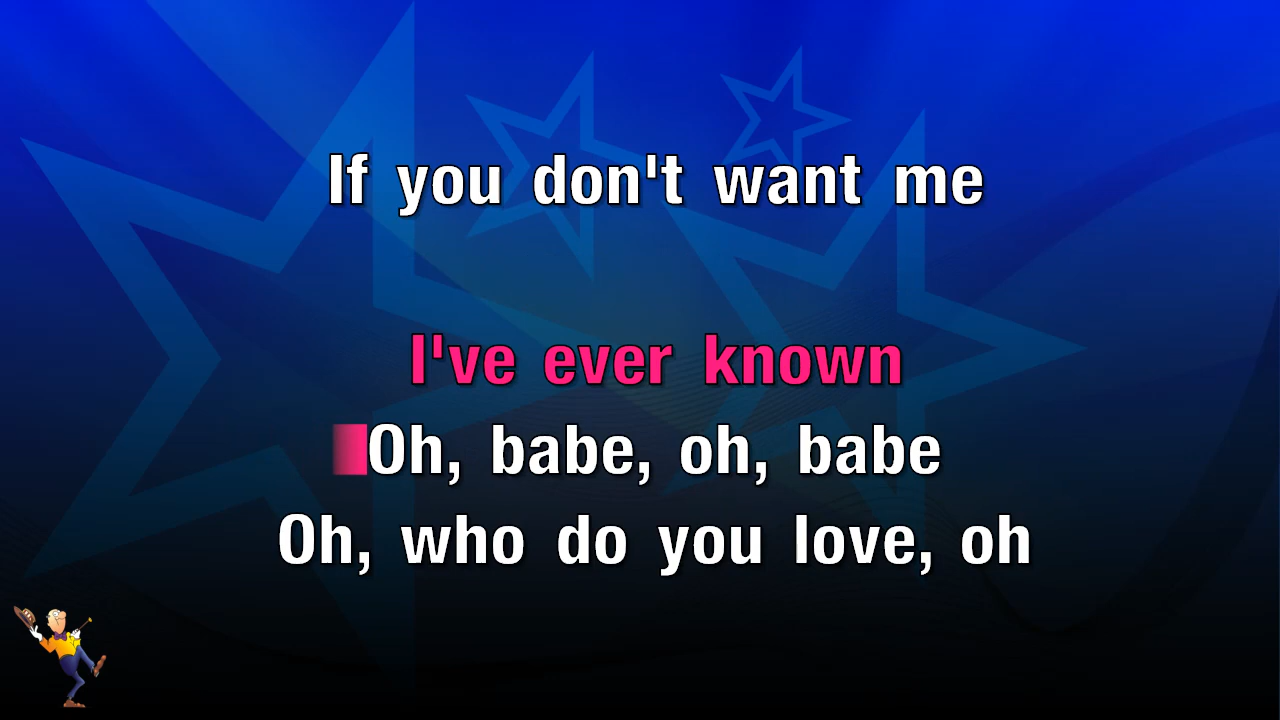 If you don't want me
I've ever known
Oh, babe, oh, babe
Oh, who do you love, oh